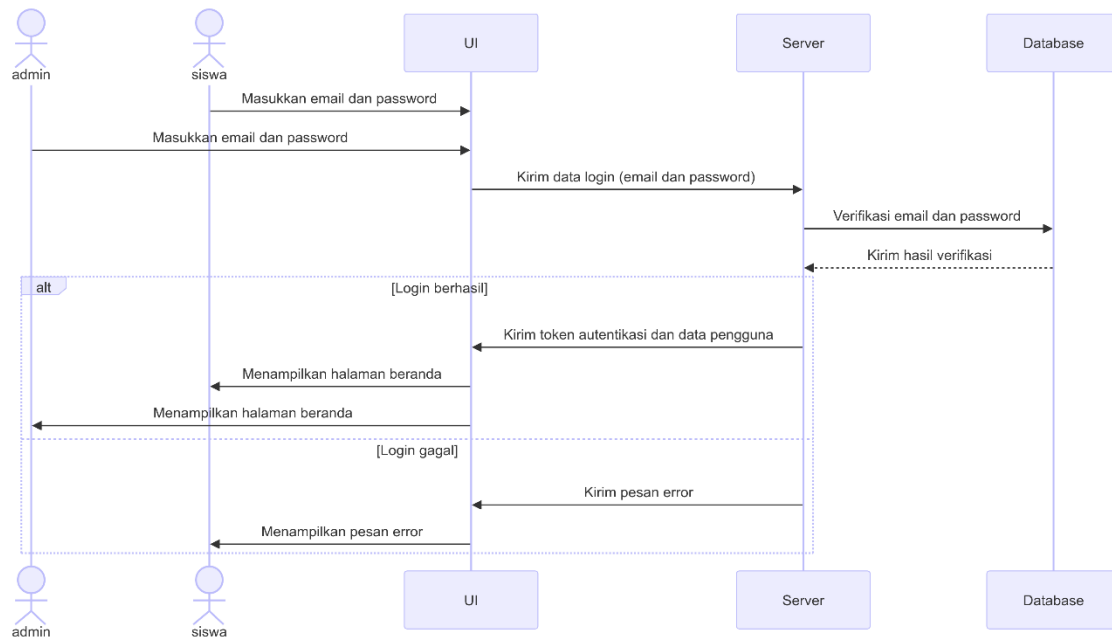 admin
siswa
UI
Server
Database
Masukkan email dan password
Masukkan email dan password
Kirim data login (email dan password)
Verifikasi email dan password
Kirim hasil verifikasi
alt
[Login berhasil]
Kirim token autentikasi dan data pengguna
Menampilkan halaman beranda
Menampilkan halaman beranda
[Login gagal]
Kirim pesan error
Menampilkan pesan error
admin
siswa
UI
Server
Database